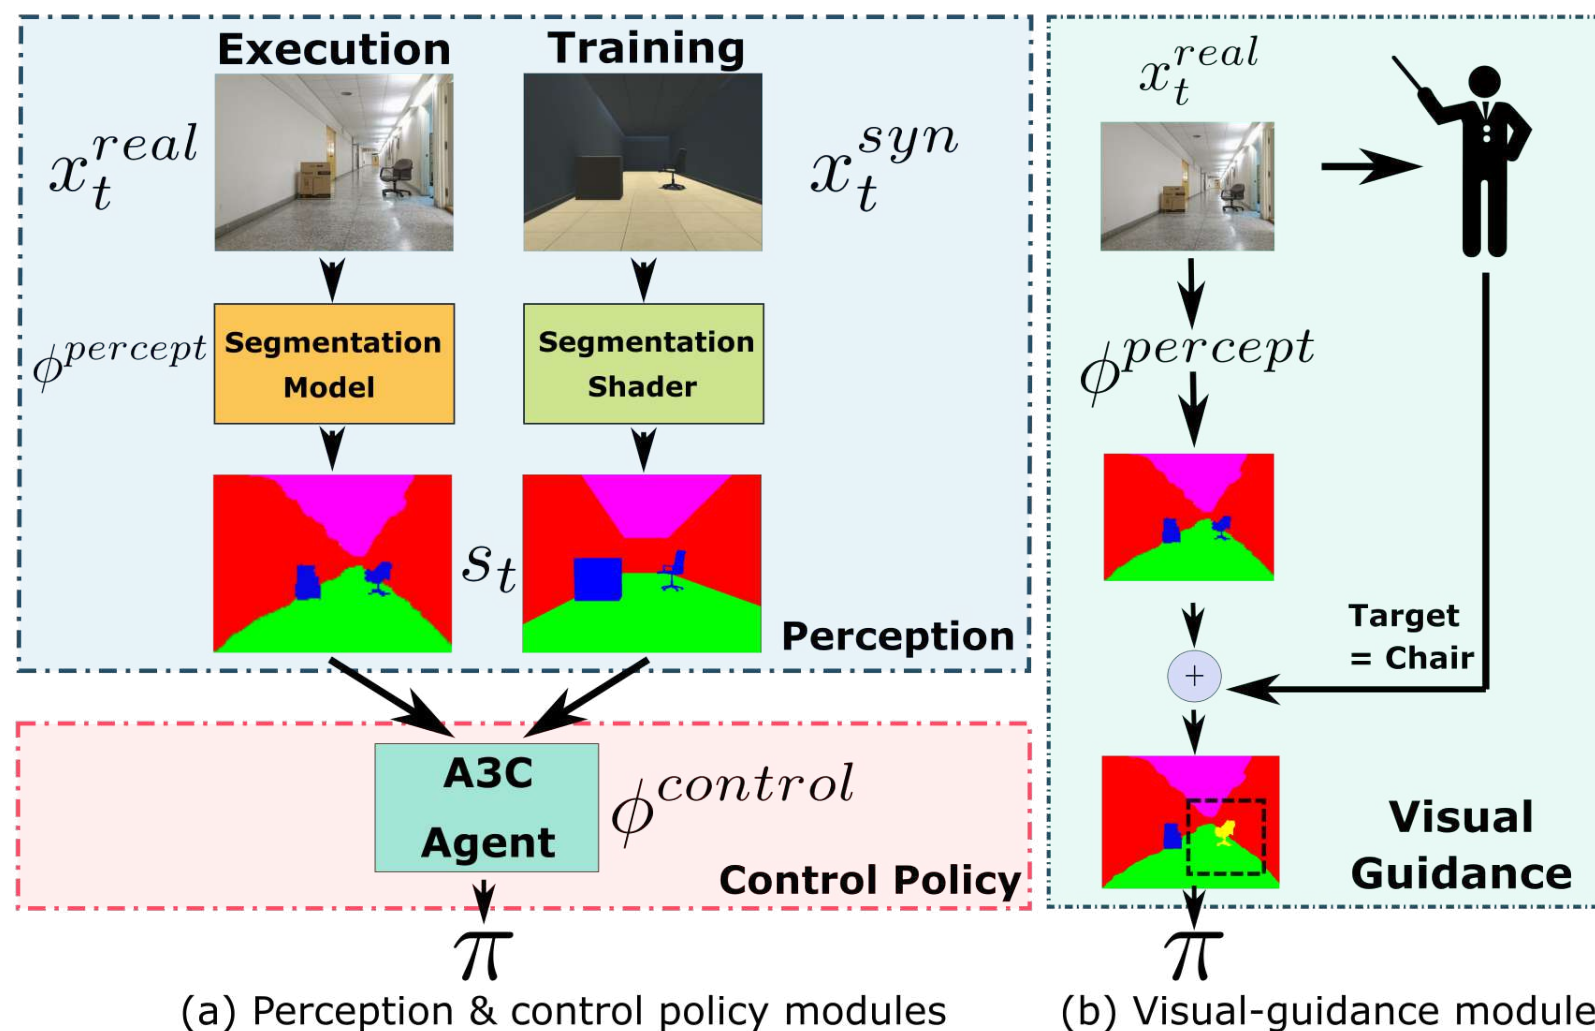 Execution
Training
x_t^{real}
x_t^{syn}
ϕ^{percept}
Segmentation
Model
Segmentation
Shader
s_t
Perception
A3C
Agent
ϕ^{control}
Control Policy
π
(a) Perception & control policy modules
x_t^{real}
ϕ^{percept}
Target
= Chair
+
Visual
Guidance
π
(b) Visual-guidance module